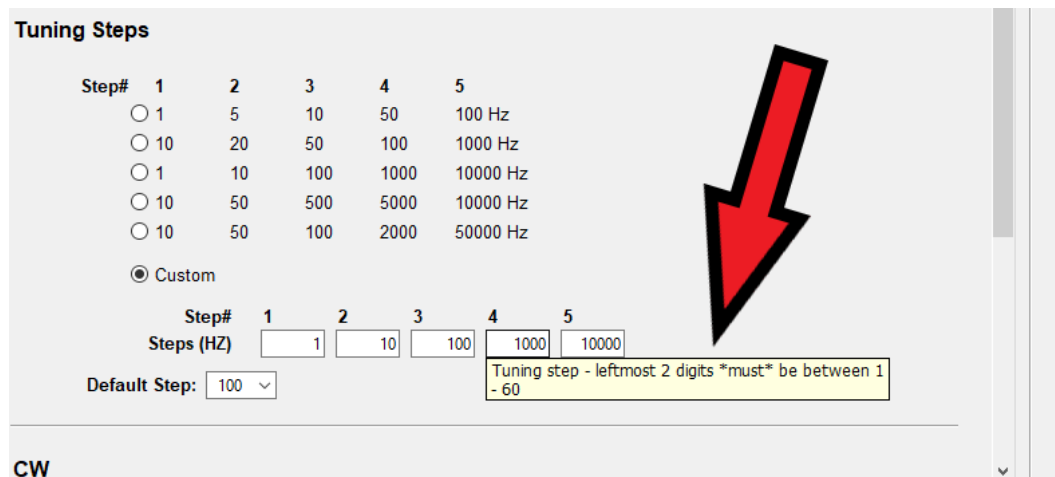 Tuning Steps
Step# 1 2 3 4 5
1 5 10 50 100 Hz
10 20 50 100 1000 Hz
1 10 100 1000 10000 Hz
10 50 500 5000 10000 Hz
10 50 100 2000 50000 Hz
Custom
Step# 1 2 3 4 5
Steps (HZ) 1 10 100 1000 10000
Tuning step - leftmost 2 digits *must* be between 1
- 60
Default Step: 100
CW